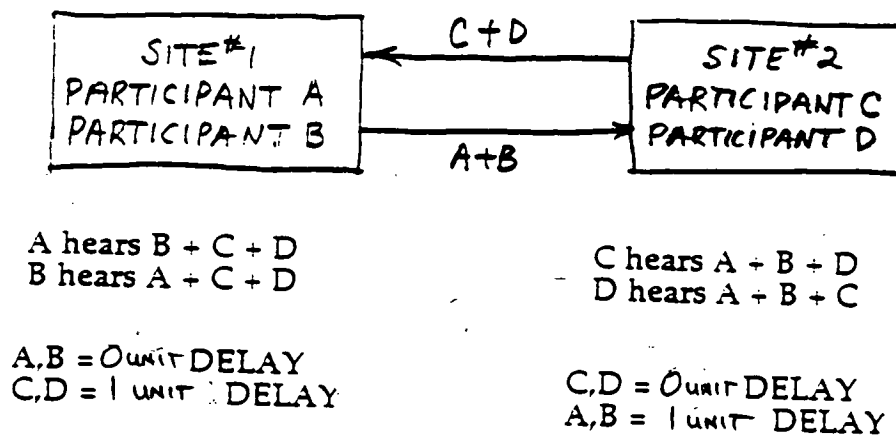 SITE #1
PARTICIPANT A
PARTICIPANT B
C+D
A+B
SITE #2
PARTICIPANT C
PARTICIPANT D
A hears B + C + D
B hears A + C + D
A,B = 0 UNIT DELAY
C,D = 1 UNIT DELAY
C hears A + B + D
D hears A + B + C
C,D = 0 UNIT DELAY
A,B = 1 UNIT DELAY